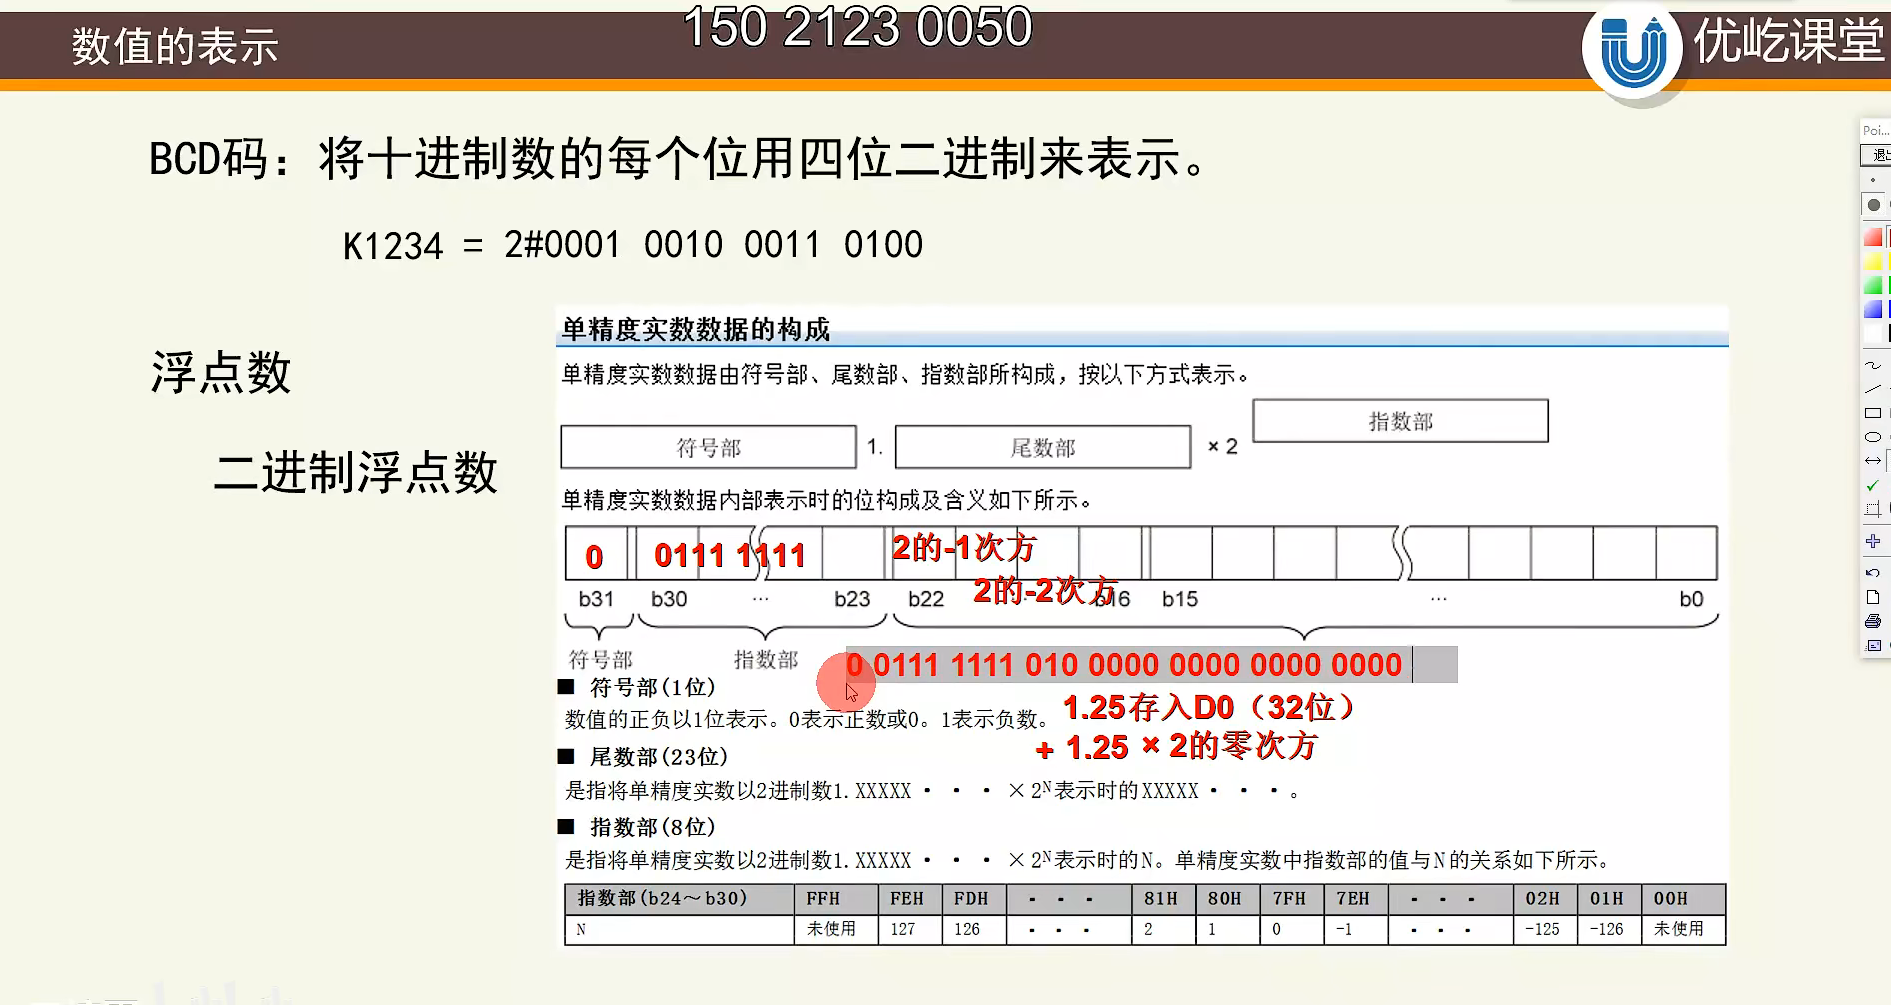 150 2123 0050
数值的表示
优屹课堂
Poi...
BCD码：将十进制数的每个位用四位二进制来表示。
K1234 = 2#0001 0010 0011 0100
浮点数
二进制浮点数
单精度实数数据的构成
单精度实数数据由符号部、尾数部、指数部所构成，按以下方式表示。
符号部 1. 尾数部 ×2 指数部
单精度实数数据内部表示时的位构成及含义如下所示。
0 0111 1111 2的-1次方
2的-2次方
b31 b30 ... b23 b22 b16 b15 ... b0
符号部 指数部
0 0111 1111 010 0000 0000 0000 0000
■ 符号部(1位)
数值的正负以1位表示。0表示正数或0。1表示负数。
1.25存入D0（32位）
+ 1.25 × 2的零次方
■ 尾数部(23位)
是指将单精度实数以2进制数1.XXXXX・・・×2ᴺ表示时的XXXXX・・・。
■ 指数部(8位)
是指将单精度实数以2进制数1.XXXXX・・・×2ᴺ表示时的N。单精度实数中指数部的值与N的关系如下所示。
指数部(b24～b30) FFH FEH FDH - - - 81H 80H 7FH 7EH - - - 02H 01H 00H
N 未使用 127 126 ・・・ 2 1 0 -1 ・・・ -125 -126 未使用